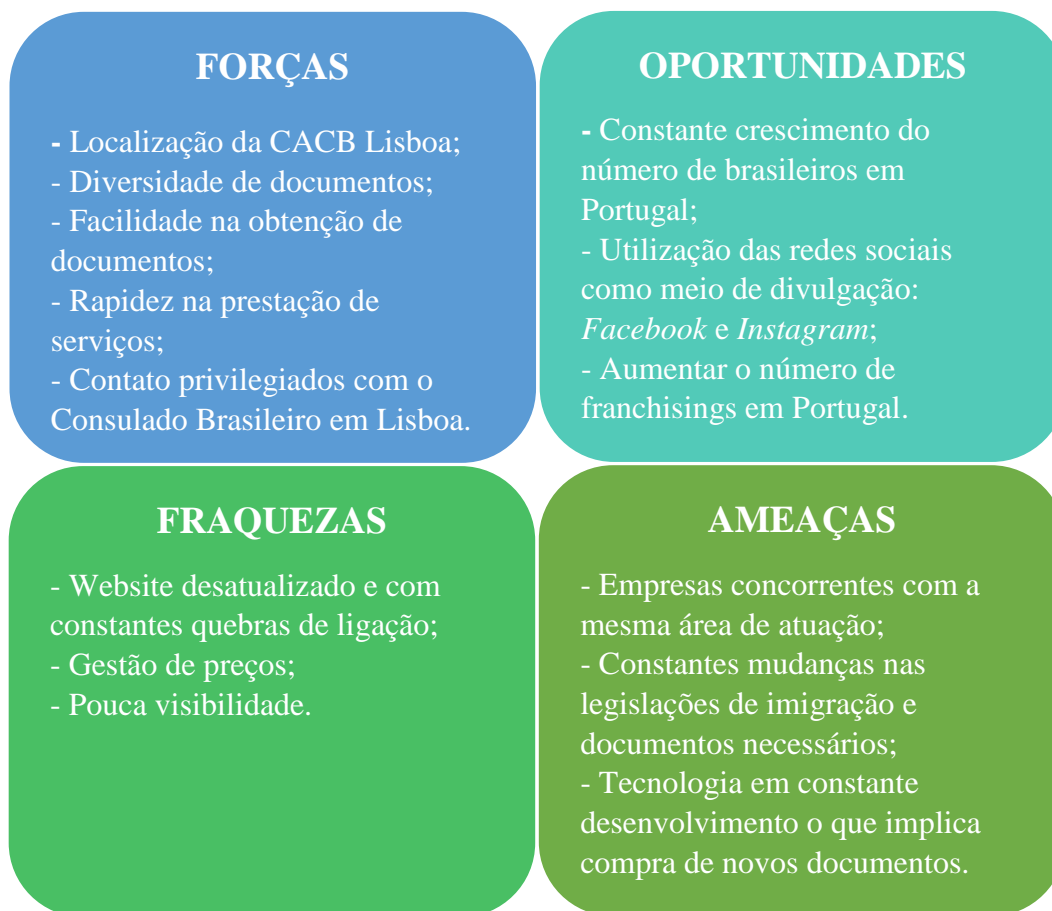 FORÇAS
- Localização da CACB Lisboa;
- Diversidade de documentos;
- Facilidade na obtenção de
documentos;
- Rapidez na prestação de
serviços;
- Contato privilegiados com o
Consulado Brasileiro em Lisboa.
OPORTUNIDADES
- Constante crescimento do
número de brasileiros em
Portugal;
- Utilização das redes sociais
como meio de divulgação:
Facebook e Instagram;
- Aumentar o número de
franchisings em Portugal.
FRAQUEZAS
- Website desatualizado e com
constantes quebras de ligação;
- Gestão de preços;
- Pouca visibilidade.
AMEAÇAS
- Empresas concorrentes com a
mesma área de atuação;
- Constantes mudanças nas
legislações de imigração e
documentos necessários;
- Tecnologia em constante
desenvolvimento o que implica
compra de novos documentos.